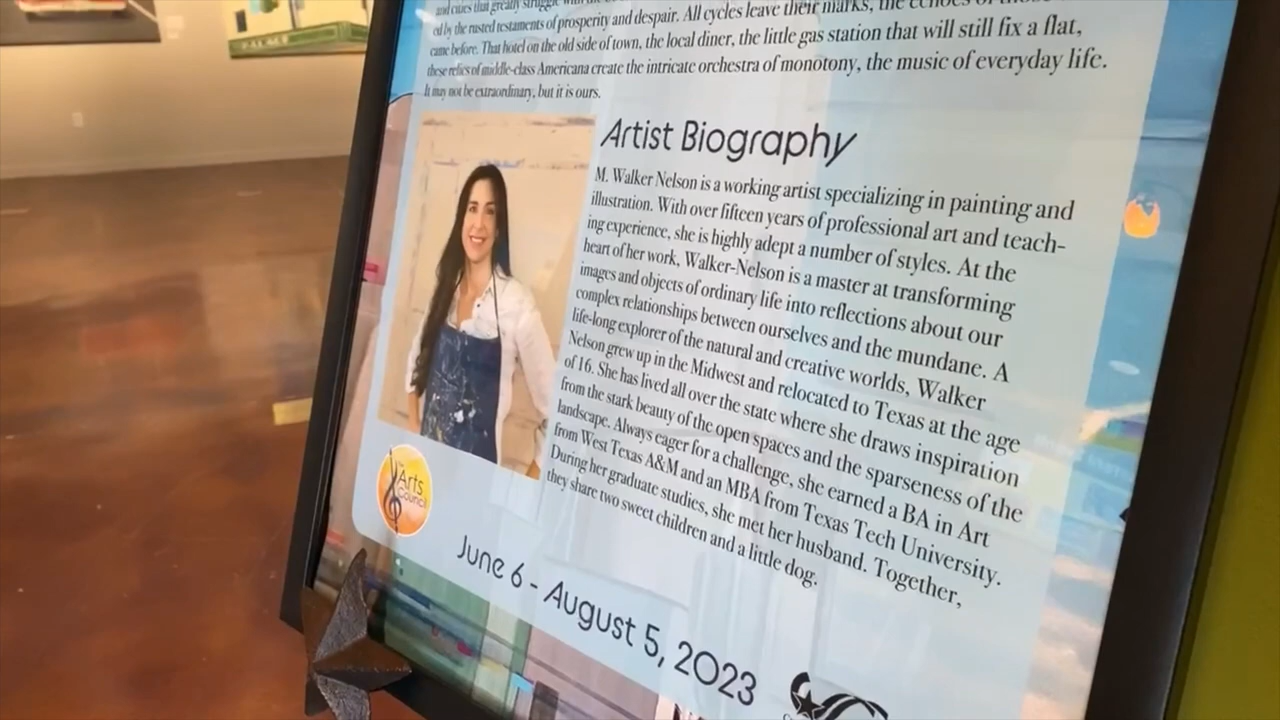 and cities that greatly struggle with the
ed by the rusted testaments of prosperity and despair. All cycles leave their marks, the echoes of those
came before. That hotel on the old side of town, the local diner, the little gas station that will still fix a flat,
these relics of middle-class Americana create the intricate orchestra of monotony, the music of everyday life.
It may not be extraordinary, but it is ours.
Artist Biography
M. Walker Nelson is a working artist specializing in painting and
illustration. With over fifteen years of professional art and teach-
ing experience, she is highly adept a number of styles. At the
heart of her work, Walker-Nelson is a master at transforming
images and objects of ordinary life into reflections about our
complex relationships between ourselves and the mundane. A
life-long explorer of the natural and creative worlds, Walker
Nelson grew up in the Midwest and relocated to Texas at the age
of 16. She has lived all over the state where she draws inspiration
from the stark beauty of the open spaces and the sparseness of the
landscape. Always eager for a challenge, she earned a BA in Art
from West Texas A&M and an MBA from Texas Tech University.
During her graduate studies, she met her husband. Together,
they share two sweet children and a little dog.
The
Arts
Council
June 6 - August 5, 2023